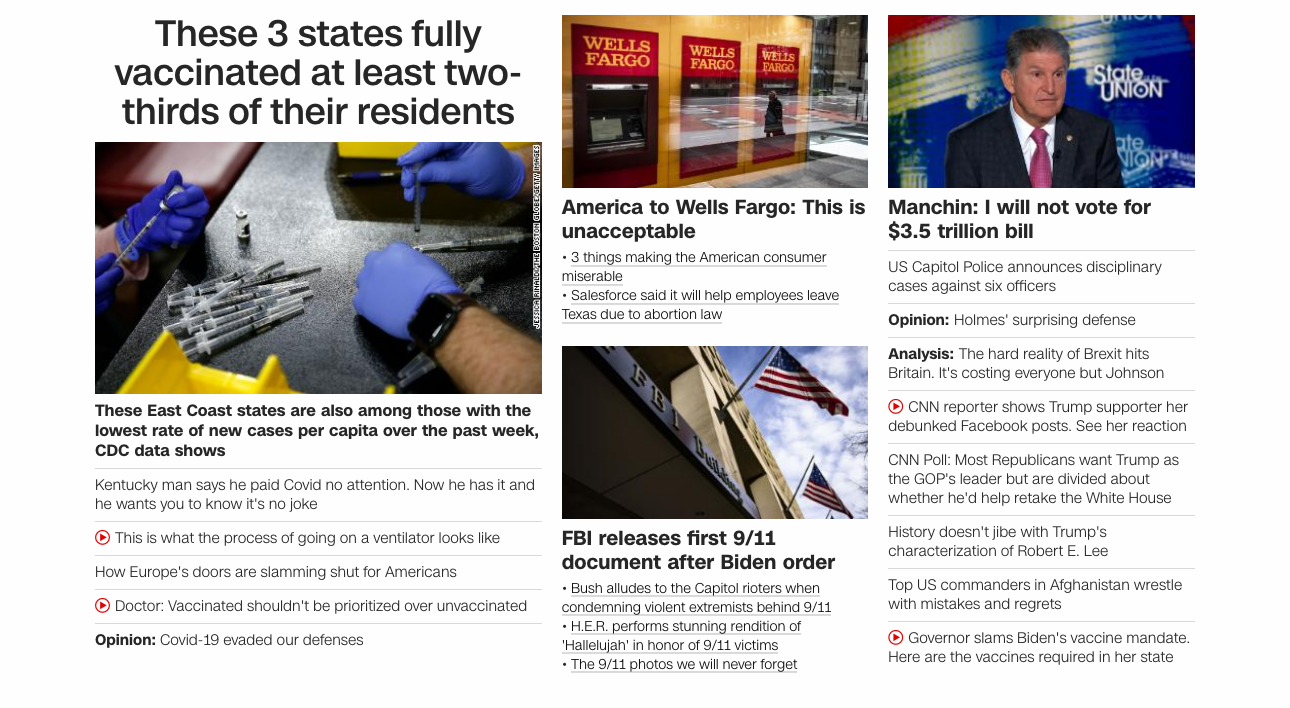 These 3 states fully
vaccinated at least two-
thirds of their residents
JESSICA RINALDI/THE BOSTON GLOBE/GETTY IMAGES
These East Coast states are also among those with the
lowest rate of new cases per capita over the past week,
CDC data shows
Kentucky man says he paid Covid no attention. Now he has it and
he wants you to know it's no joke
This is what the process of going on a ventilator looks like
How Europe's doors are slamming shut for Americans
Doctor: Vaccinated shouldn't be prioritized over unvaccinated
Opinion: Covid-19 evaded our defenses
WELLS
FARGO
WELLS
FARGO
WELLS
FARGO
America to Wells Fargo: This is
unacceptable
• 3 things making the American consumer
miserable
• Salesforce said it will help employees leave
Texas due to abortion law
FBI Building
FBI releases first 9/11
document after Biden order
• Bush alludes to the Capitol rioters when
condemning violent extremists behind 9/11
• H.E.R. performs stunning rendition of
'Hallelujah' in honor of 9/11 victims
• The 9/11 photos we will never forget
State
UNION
State
UNION
Manchin: I will not vote for
$3.5 trillion bill
US Capitol Police announces disciplinary
cases against six officers
Opinion: Holmes' surprising defense
Analysis: The hard reality of Brexit hits
Britain. It's costing everyone but Johnson
CNN reporter shows Trump supporter her
debunked Facebook posts. See her reaction
CNN Poll: Most Republicans want Trump as
the GOP's leader but are divided about
whether he'd help retake the White House
History doesn't jibe with Trump's
characterization of Robert E. Lee
Top US commanders in Afghanistan wrestle
with mistakes and regrets
Governor slams Biden's vaccine mandate.
Here are the vaccines required in her state